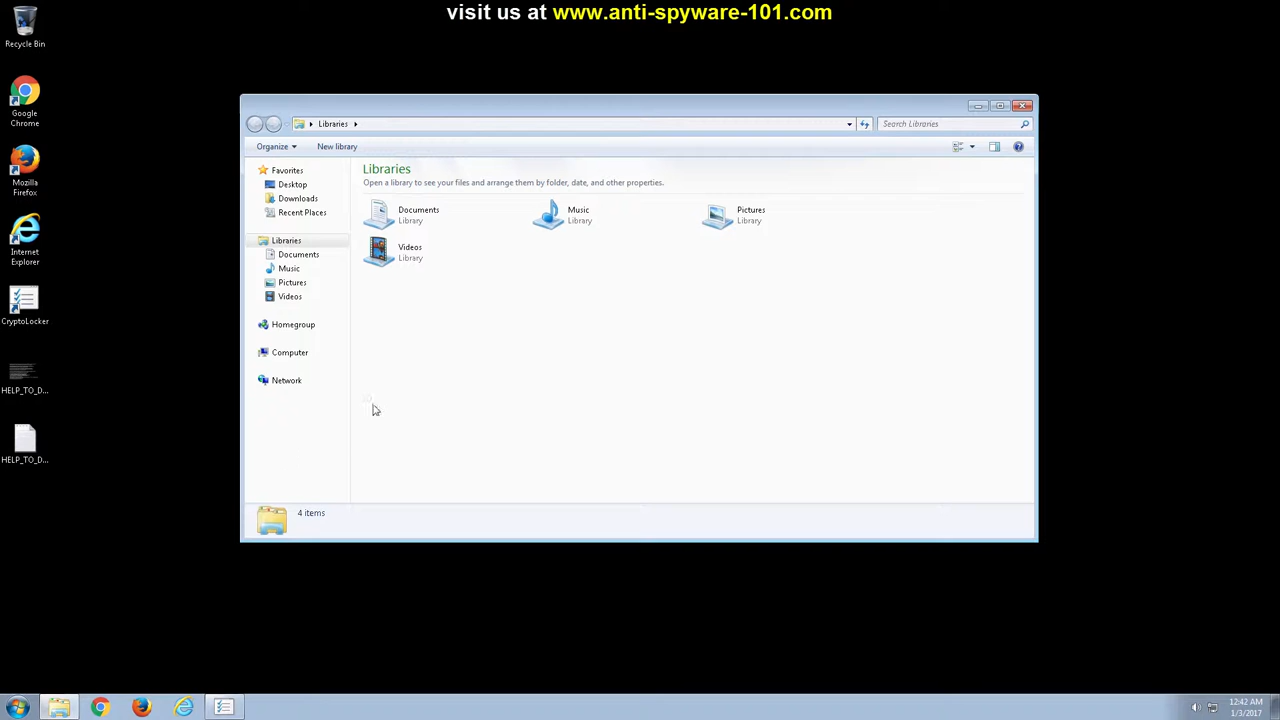 visit us at www.anti-spyware-101.com
Recycle Bin
Google
Chrome
Mozilla
Firefox
Internet
Explorer
CryptoLocker
HELP_TO_D...
HELP_TO_D...
Libraries
Search Libraries
Organize
New library
Favorites
Desktop
Downloads
Recent Places
Libraries
Documents
Music
Pictures
Videos
Homegroup
Computer
Network
Libraries
Open a library to see your files and arrange them by folder, date, and other properties.
Documents
Library
Music
Library
Pictures
Library
Videos
Library
4 items
12:42 AM
1/3/2017